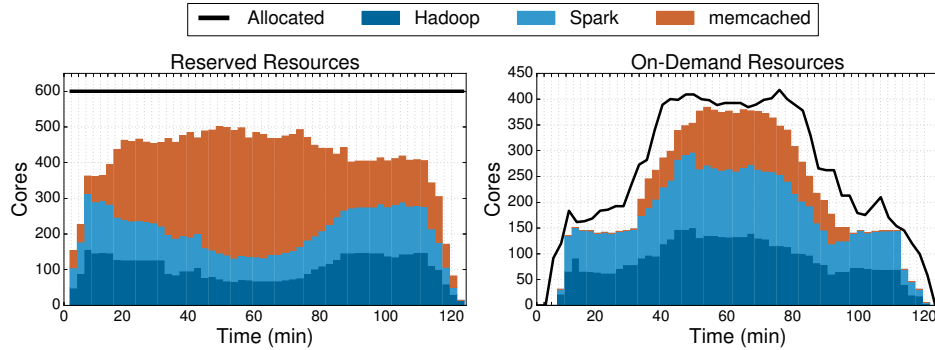 Allocated Hadoop Spark memcached
Reserved Resources
600
500
400
300
200
100
0
Cores
0 20 40 60 80 100 120
Time (min)
On-Demand Resources
450
400
350
300
250
200
150
100
50
0
Cores
0 20 40 60 80 100 120
Time (min)